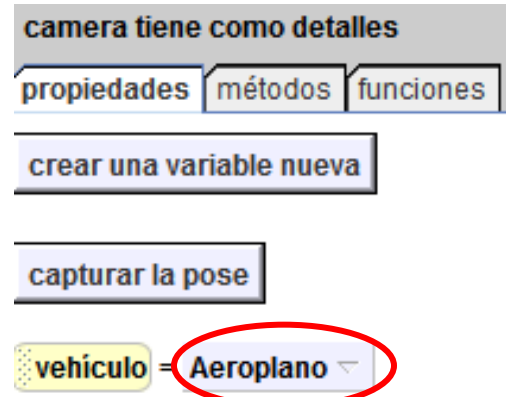 camera tiene como detalles
propiedades métodos funciones
crear una variable nueva
capturar la pose
vehículo = Aeroplano